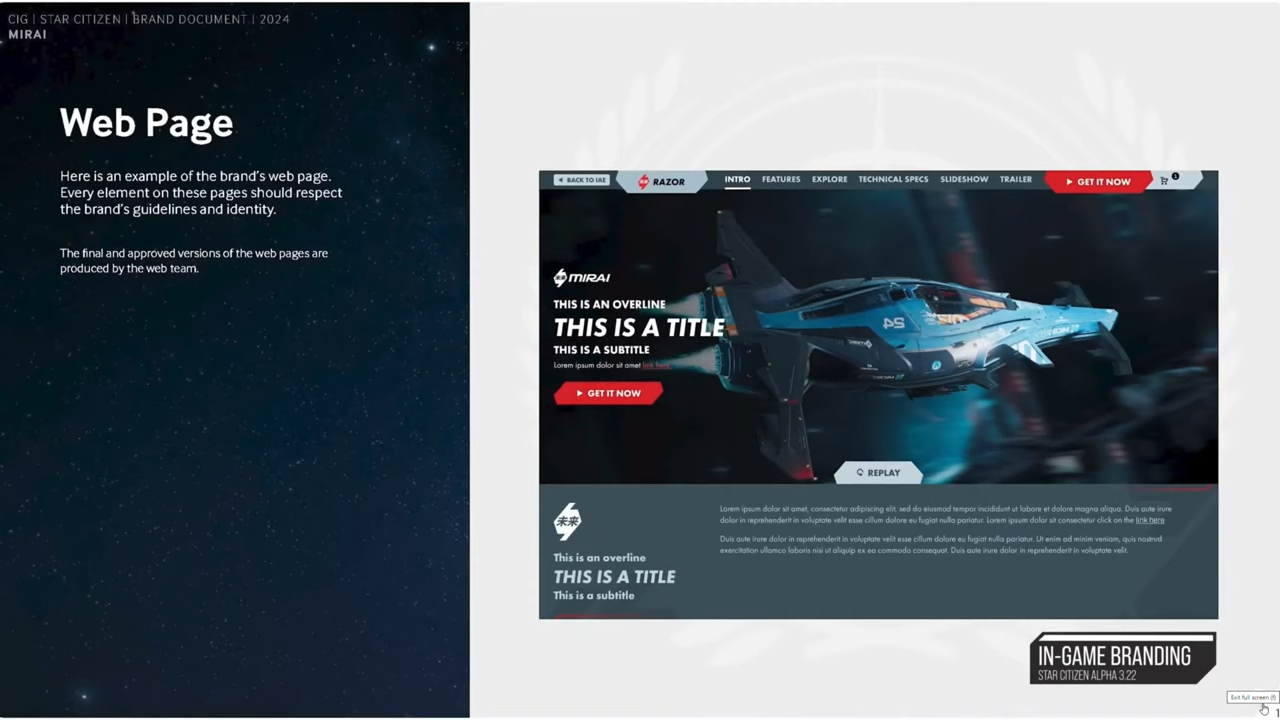 CIG | STAR CITIZEN | BRAND DOCUMENT | 2024
MIRAI
Web Page
Here is an example of the brand's web page.
Every element on these pages should respect
the brand's guidelines and identity.
The final and approved versions of the web pages are
produced by the web team.
BACK TO IAE
RAZOR
INTRO
FEATURES
EXPLORE
TECHNICAL SPECS
SLIDESHOW
TRAILER
GET IT NOW
1
MIRAI
THIS IS AN OVERLINE
THIS IS A TITLE
THIS IS A SUBTITLE
Lorem ipsum dolor sit amet link here
GET IT NOW
24
REPLAY
未来
This is an overline
THIS IS A TITLE
This is a subtitle
Lorem ipsum dolor sit amet, consectetur adipiscing elit, sed do eiusmod tempor incididunt ut labore et dolore magna aliqua. Duis aute irure
dolor in reprehenderit in voluptate velit esse cillum dolore eu fugiat nulla pariatur. Lorem ipsum dolor sit consectetur click on the link here
Duis aute irure dolor in reprehenderit in voluptate velit esse cillum dolore eu fugiat nulla pariatur. Ut enim ad minim veniam, quis nostrud
exercitation ullamco laboris nisi ut aliquip ex ea commodo consequat. Duis aute irure dolor in reprehenderit in voluptate velit.
IN-GAME BRANDING
STAR CITIZEN ALPHA 3.22
Exit full screen (f)
1